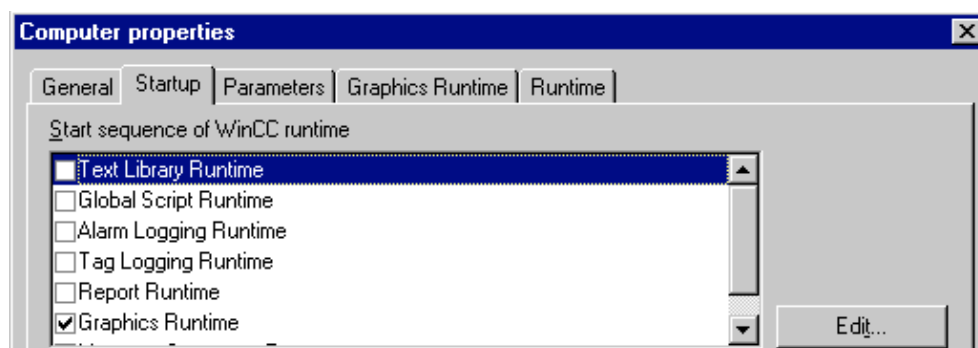 Computer properties
General Startup Parameters Graphics Runtime Runtime
Start sequence of WinCC runtime
Text Library Runtime
Global Script Runtime
Alarm Logging Runtime
Tag Logging Runtime
Report Runtime
Graphics Runtime
Edit...